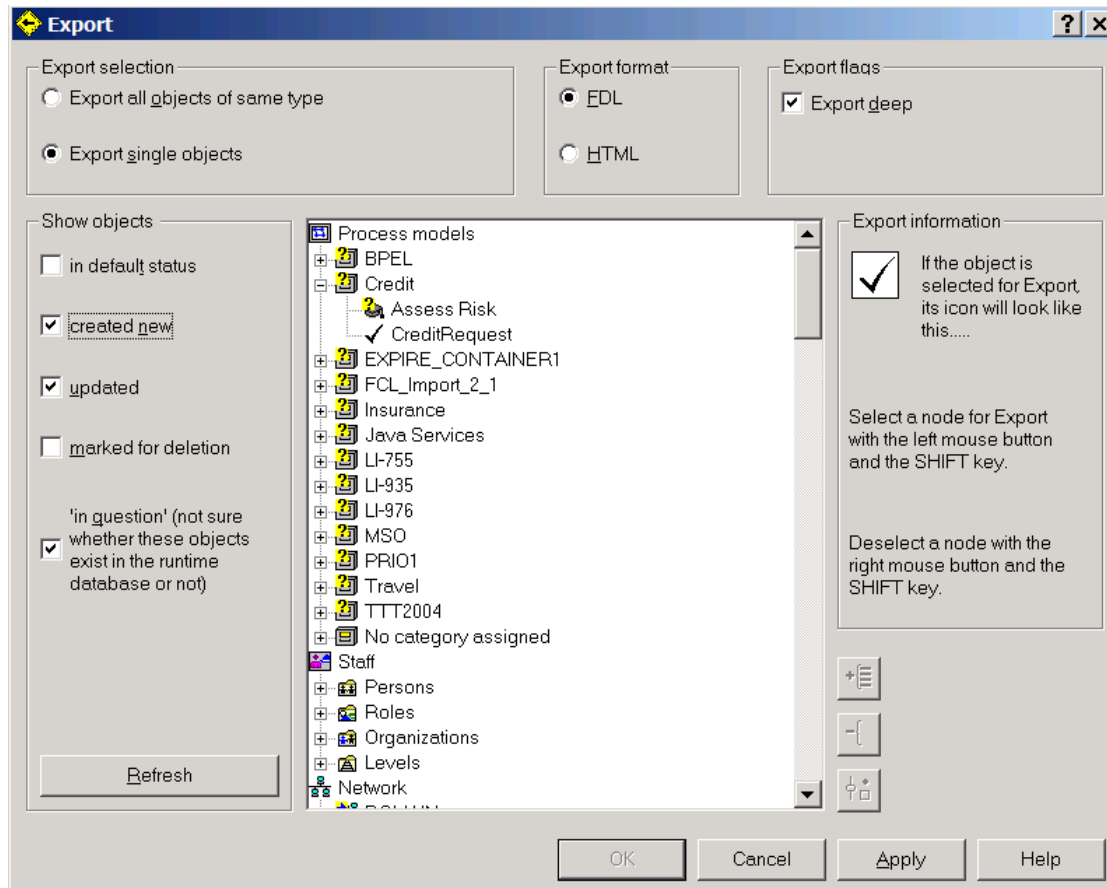 Export
Export selection
Export all objects of same type
Export single objects
Export format
FDL
HTML
Export flags
Export deep
Show objects
in default status
created new
updated
marked for deletion
'in question' (not sure
whether these objects
exist in the runtime
database or not)
Refresh
Process models
BPEL
Credit
Assess Risk
CreditRequest
EXPIRE_CONTAINER1
FCL_Import_2_1
Insurance
Java Services
LI-755
LI-935
LI-976
MSO
PRIO1
Travel
TTT2004
No category assigned
Staff
Persons
Roles
Organizations
Levels
Network
Export information
If the object is
selected for Export,
its icon will look like
this.....
Select a node for Export
with the left mouse button
and the SHIFT key.
Deselect a node with the
right mouse button and the
SHIFT key.
OK
Cancel
Apply
Help